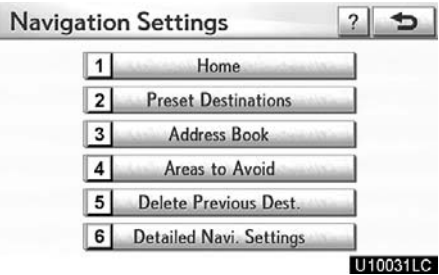 Navigation Settings ?
1 Home
2 Preset Destinations
3 Address Book
4 Areas to Avoid
5 Delete Previous Dest.
6 Detailed Navi. Settings
U10031LC